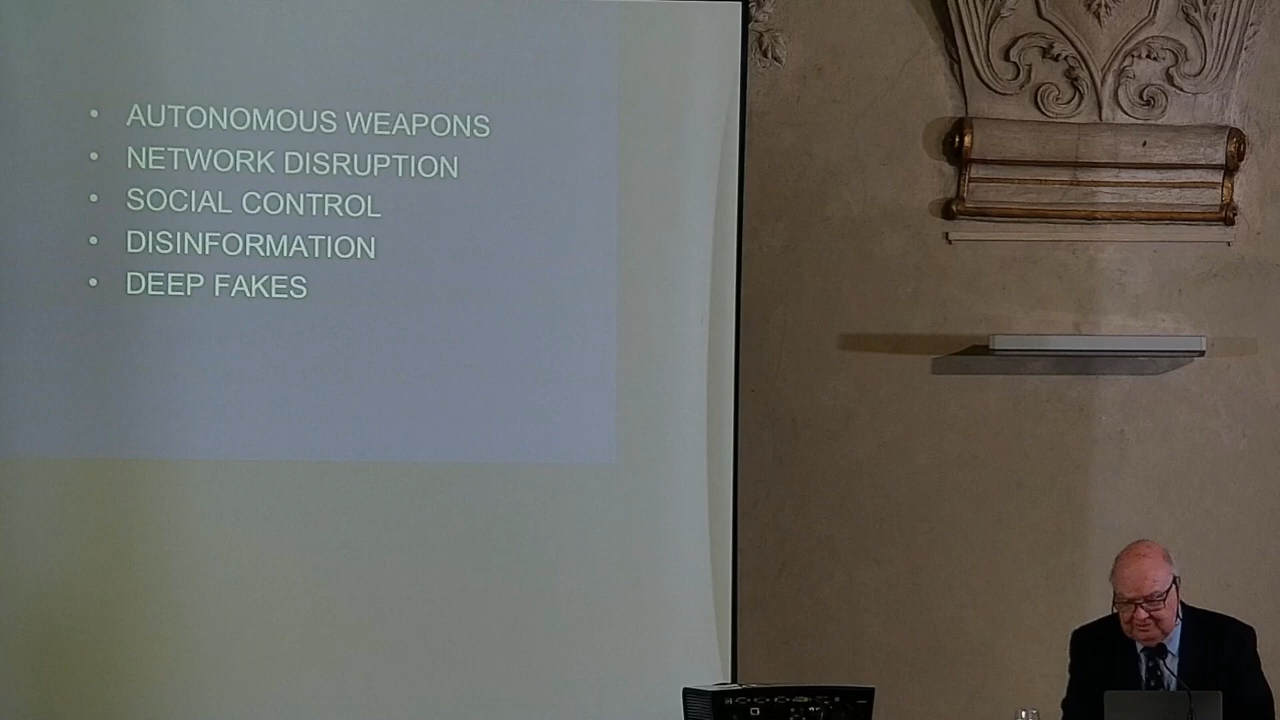 • AUTONOMOUS WEAPONS
• NETWORK DISRUPTION
• SOCIAL CONTROL
• DISINFORMATION
• DEEP FAKES